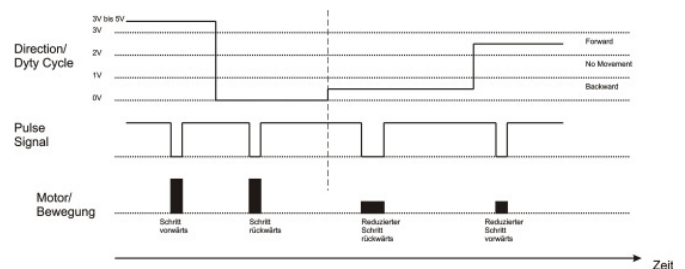 3V bis 5V
3V
Direction/
Dyty Cycle
2V
1V
0V
Forward
No Movement
Backward
Pulse
Signal
Motor/
Bewegung
Schritt
vorwärts
Schritt
rückwärts
Reduzierter
Schritt
rückwärts
Reduzierter
Schritt
vorwärts
Zeit